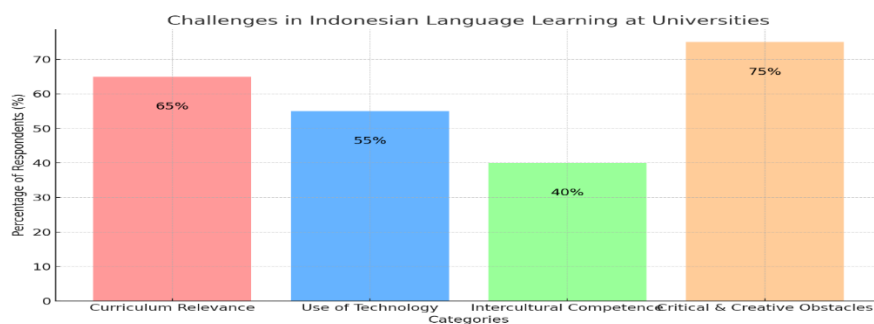 Challenges in Indonesian Language Learning at Universities
Percentage of Respondents (%)
70
60
50
40
30
20
10
0
65%
55%
40%
75%
Curriculum Relevance
Use of Technology
Intercultural Competence
Critical & Creative Obstacles
Categories